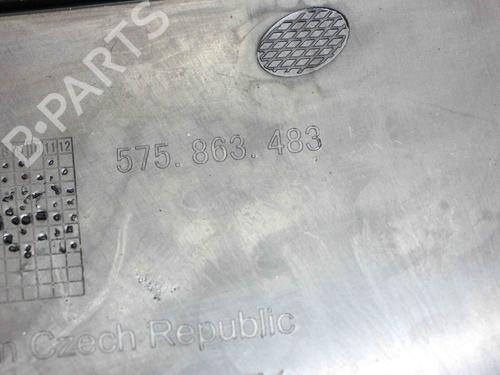 B-PARTS
11 12
575.863.483
n Czech Republic